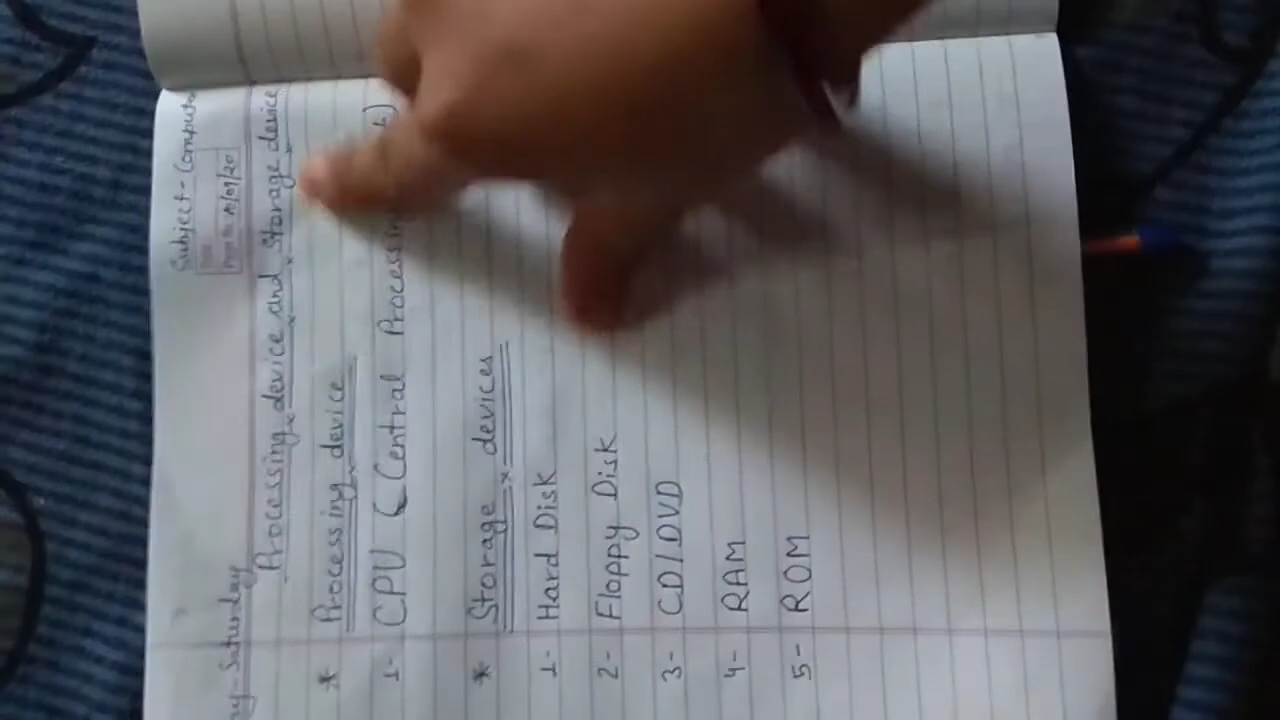 Subject-Computer
Day-Saturday
Processing device and Storage device
* Processing device
1- CPU (Central Processing
* Storage devices
1- Hard Disk
2- Floppy Disk
3- CD/DVD
4- RAM
5- ROM